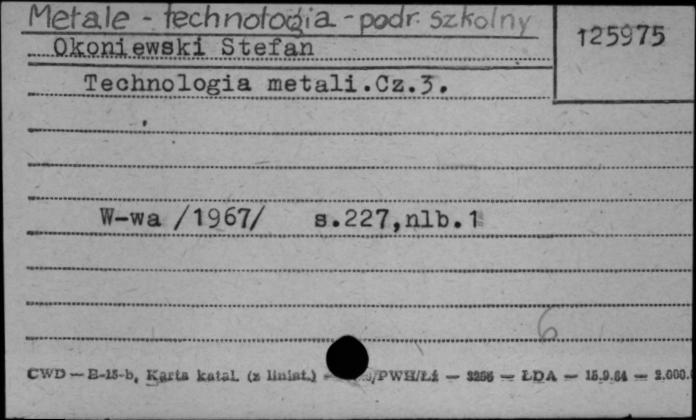 Metale - technologia - podr. szkolny
125975
Okoniewski Stefan
Technologia metali.Cz.3.
W-wa /1967/ s.227,nlb.1
6
CWD — E-15-b, Karta katal. (z liniat.) — /PWH/Łż — 3256 — ŁDA — 15.9.64 — 2.000.